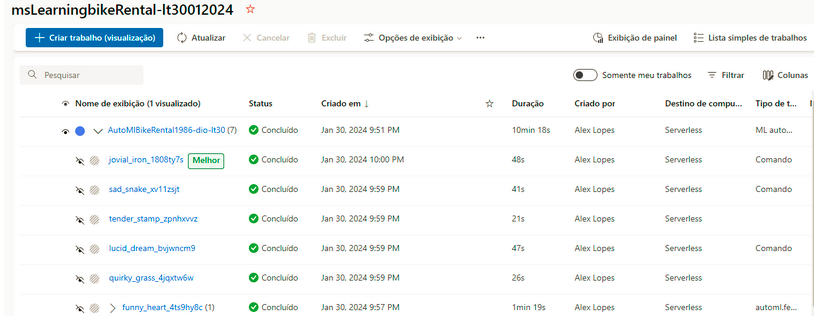 msLearningbikeRental-lt30012024
Criar trabalho (visualização) Atualizar Cancelar Excluir Opções de exibição ... Exibição de painel Lista simples de trabalhos
Pesquisar Somente meu trabalhos Filtrar Colunas
Nome de exibição (1 visualizado) Status Criado em ↓ Duração Criado por Destino de compu... Tipo de t...
AutoMlBikeRental1986-dio-lt30 (7) Concluído Jan 30, 2024 9:51 PM 10min 18s Alex Lopes Serverless ML auto...
jovial_iron_1808ty7s Melhor Concluído Jan 30, 2024 10:00 PM 48s Alex Lopes Serverless Comando
sad_snake_xv11zsjt Concluído Jan 30, 2024 9:59 PM 41s Alex Lopes Serverless Comando
tender_stamp_zpnhxvvz Concluído Jan 30, 2024 9:59 PM 21s Alex Lopes Serverless
lucid_dream_bvjwncm9 Concluído Jan 30, 2024 9:59 PM 47s Alex Lopes Serverless Comando
quirky_grass_4jqxtw6w Concluído Jan 30, 2024 9:59 PM 26s Alex Lopes Serverless
funny_heart_4ts9hy8c (1) Concluído Jan 30, 2024 9:57 PM 1min 19s Alex Lopes Serverless automl.fe...